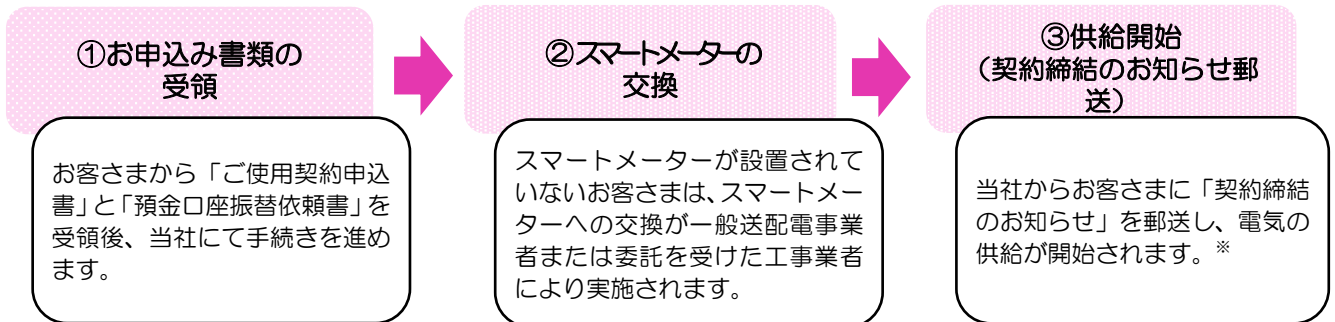 ①お申込み書類の
受領
お客さまから「ご使用契約申込
書」と「預金口座振替依頼書」を
受領後、当社にて手続きを進め
ます。
②スマートメーターの
交換
スマートメーターが設置されて
いないお客さまは、スマートメー
ターへの交換が一般送配電事業
者または委託を受けた工事業者
により実施されます。
③供給開始
（契約締結のお知らせ郵
送）
当社からお客さまに「契約締結
のお知らせ」を郵送し、電気の
供給が開始されます。※